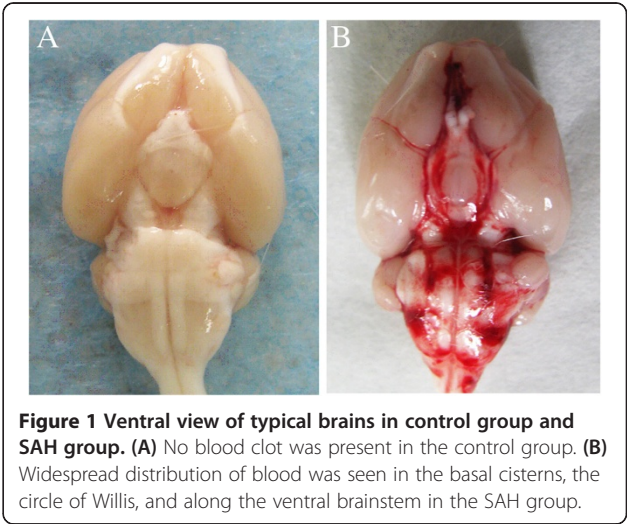 A
B
Figure 1 Ventral view of typical brains in control group and
SAH group. (A) No blood clot was present in the control group. (B)
Widespread distribution of blood was seen in the basal cisterns, the
circle of Willis, and along the ventral brainstem in the SAH group.